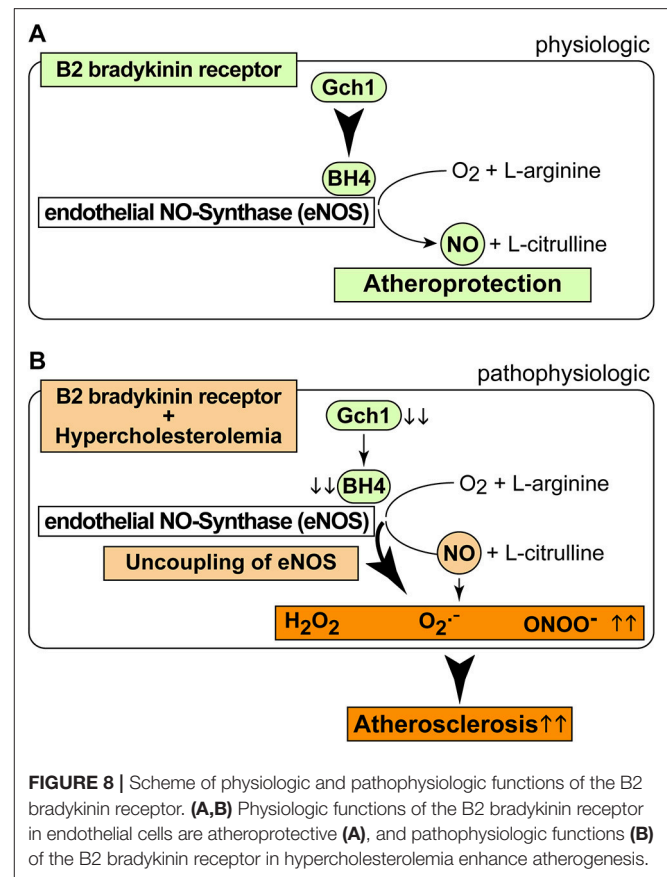 A
physiologic
B2 bradykinin receptor
Gch1
BH4
O₂ + L-arginine
endothelial NO-Synthase (eNOS)
NO + L-citrulline
Atheroprotection
B
pathophysiologic
B2 bradykinin receptor
+
Hypercholesterolemia
Gch1 ↓↓
↓↓ BH4
O₂ + L-arginine
endothelial NO-Synthase (eNOS)
Uncoupling of eNOS
NO + L-citrulline
H₂O₂ O₂·⁻ ONOO⁻ ↑↑
Atherosclerosis↑↑
FIGURE 8 | Scheme of physiologic and pathophysiologic functions of the B2
bradykinin receptor. (A,B) Physiologic functions of the B2 bradykinin receptor
in endothelial cells are atheroprotective (A), and pathophysiologic functions (B)
of the B2 bradykinin receptor in hypercholesterolemia enhance atherogenesis.